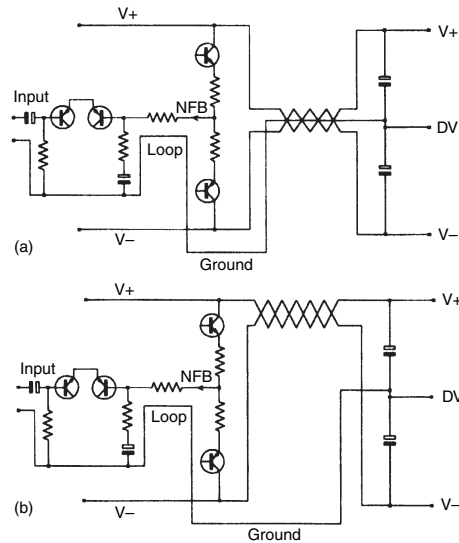 V+
V+
Input
NFB
DV
Loop
(a)
V–
V–
Ground
V+
V+
Input
NFB
DV
Loop
(b)
V–
V–
Ground